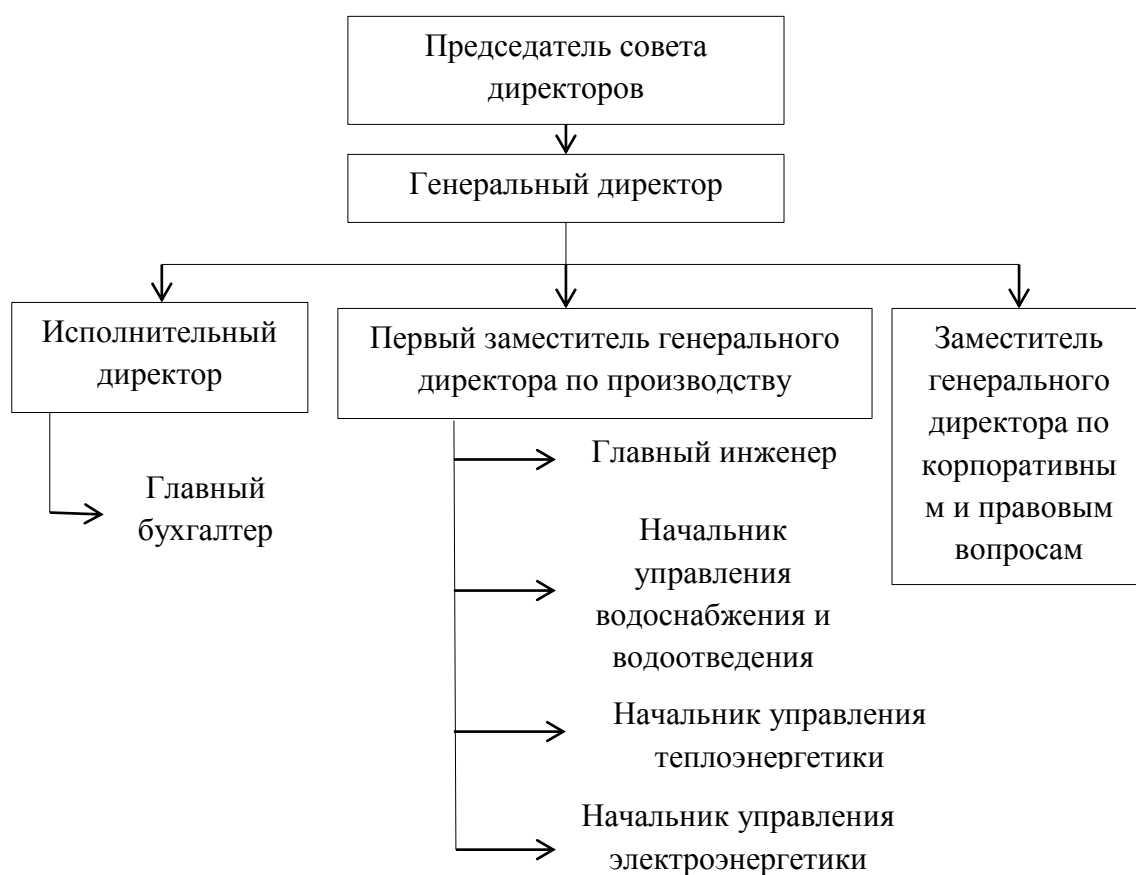 Председатель совета
директоров
Генеральный директор
Исполнительный
директор
Первый заместитель генерального
директора по производству
Заместитель
генерального
директора по
корпоративны
м и правовым
вопросам
Главный
бухгалтер
Главный инженер
Начальник
управления
водоснабжения и
водоотведения
Начальник управления
теплоэнергетики
Начальник управления
электроэнергетики